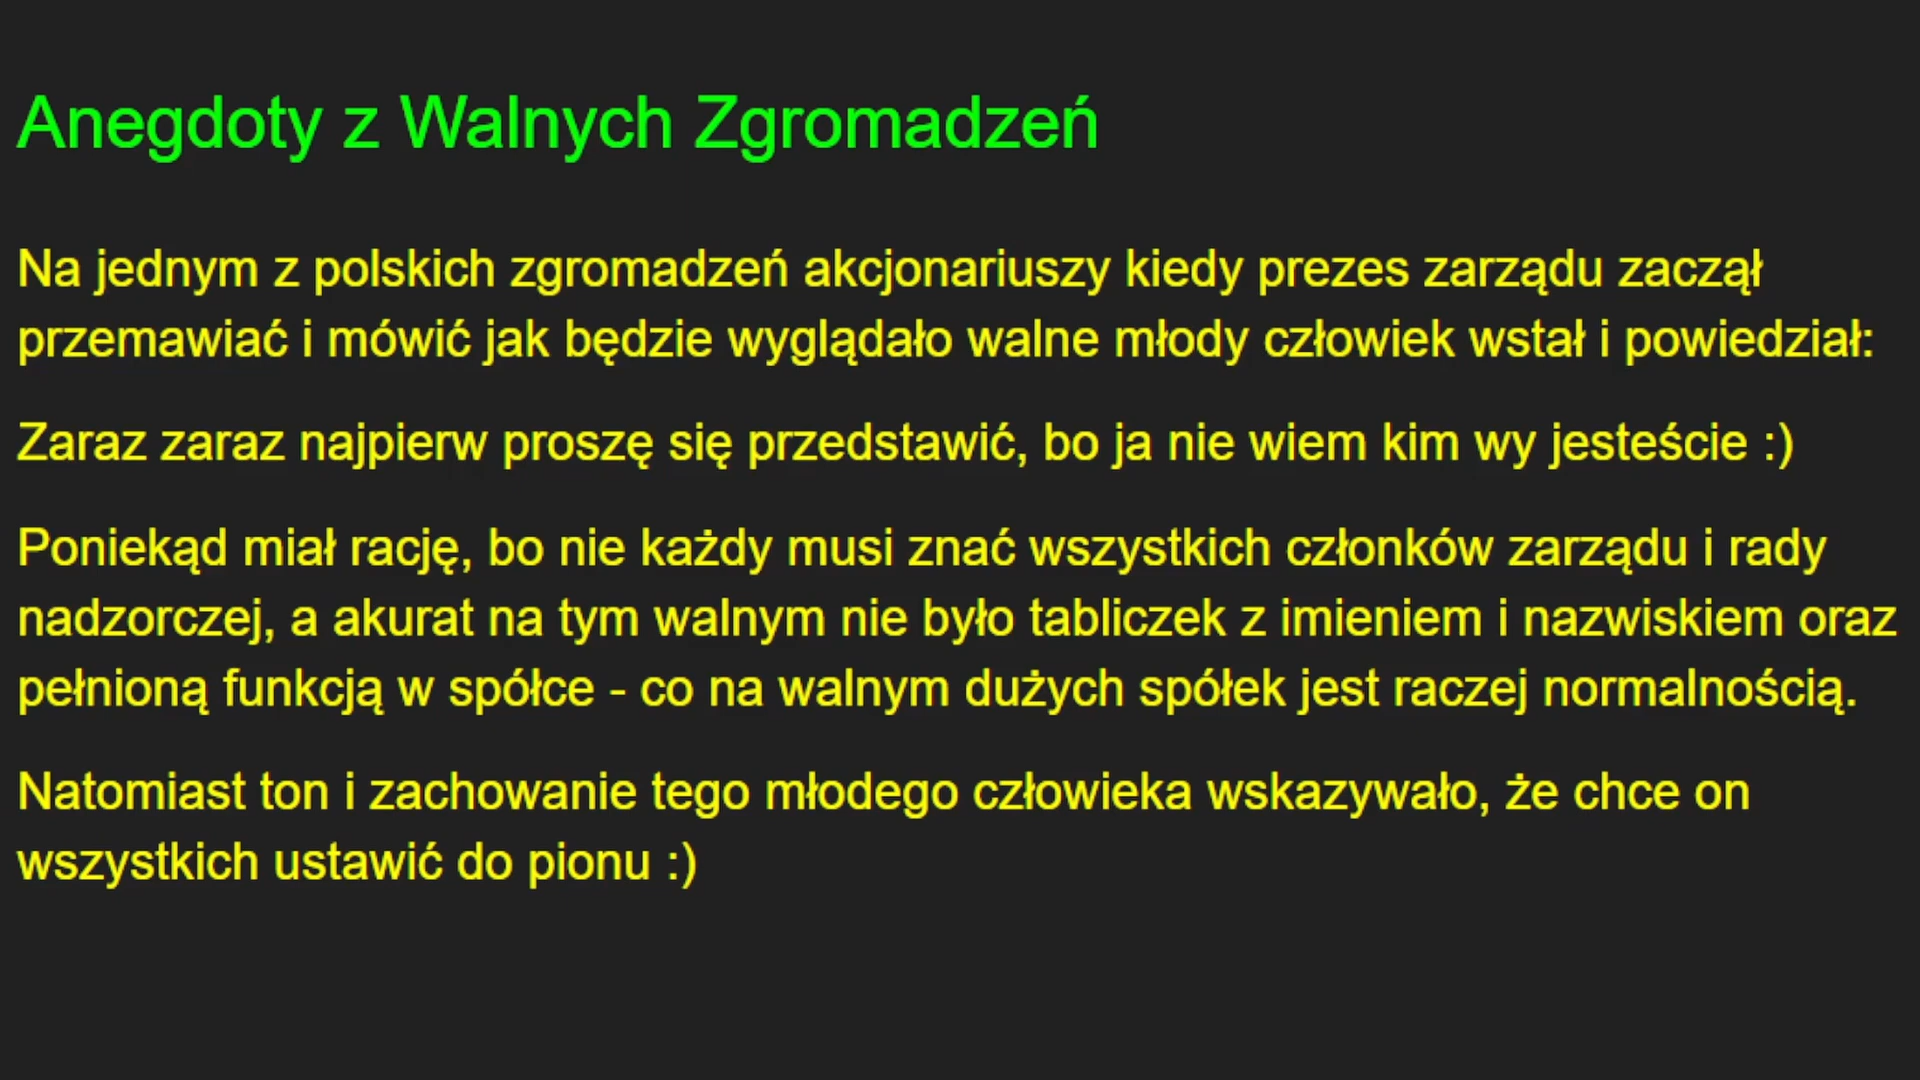 Anegdoty z Walnych Zgromadzeń
Na jednym z polskich zgromadzeń akcjonariuszy kiedy prezes zarządu zaczął
przemawiać i mówić jak będzie wyglądało walne młody człowiek wstał i powiedział:
Zaraz zaraz najpierw proszę się przedstawić, bo ja nie wiem kim wy jesteście :)
Poniekąd miał rację, bo nie każdy musi znać wszystkich członków zarządu i rady
nadzorczej, a akurat na tym walnym nie było tabliczek z imieniem i nazwiskiem oraz
pełnioną funkcją w spółce - co na walnym dużych spółek jest raczej normalnością.
Natomiast ton i zachowanie tego młodego człowieka wskazywało, że chce on
wszystkich ustawić do pionu :)